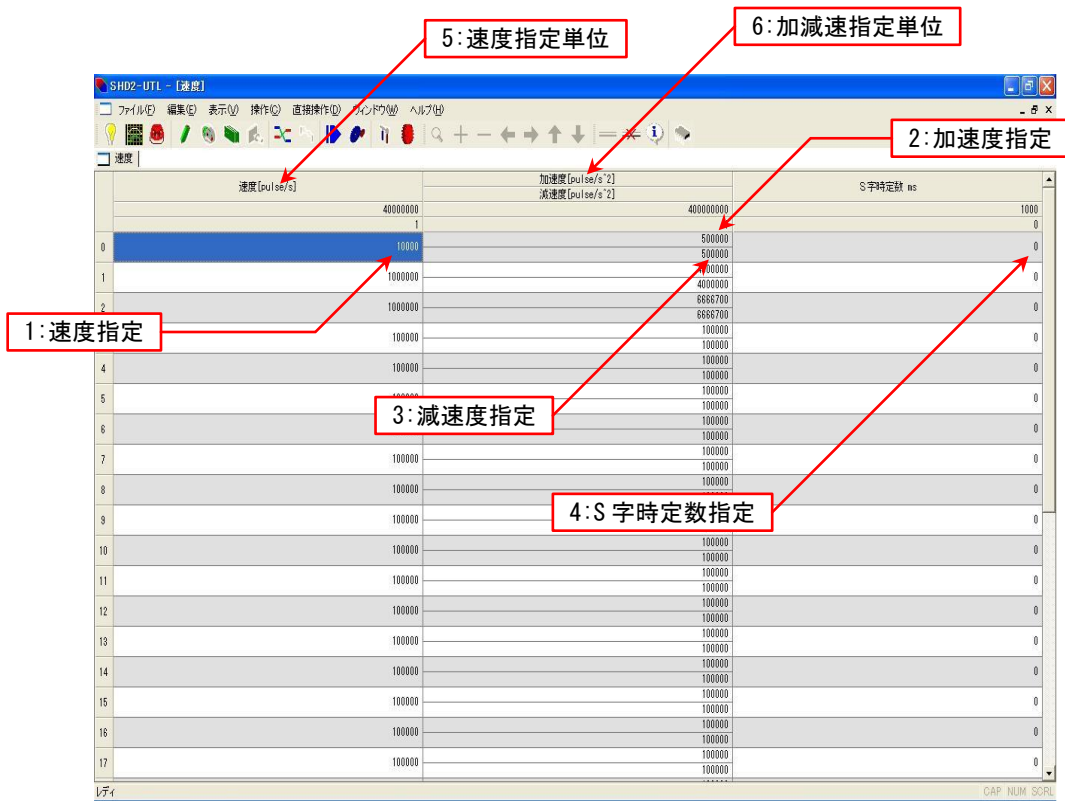 5:速度指定単位
6:加減速指定単位
SHD2-UTL - [速度]
ファイル(F) 編集(E) 表示(V) 操作(C) 直接操作(D) ウィンドウ(W) ヘルプ(H)
2:加速度指定
速度
速度[pulse/s]
加速度[pulse/s^2]
減速度[pulse/s^2]
S字時定数 ms
40000000 400000000 1000
1 0
0 10000 500000 0
500000
1 1000000 4000000 0
4000000
2 1000000 6666700 0
6666700
1:速度指定
100000 100000 0
100000
4 100000 100000 0
100000
5 100000 0
100000
3:減速度指定
6 100000 0
100000
7 100000 100000 0
100000
8 100000 100000 0
4:S字時定数指定
9 100000 0
10 100000 100000 0
100000
11 100000 100000 0
100000
12 100000 100000 0
100000
13 100000 100000 0
100000
14 100000 100000 0
100000
15 100000 100000 0
100000
16 100000 100000 0
100000
17 100000 100000 0
100000
レディ CAP NUM SCRL